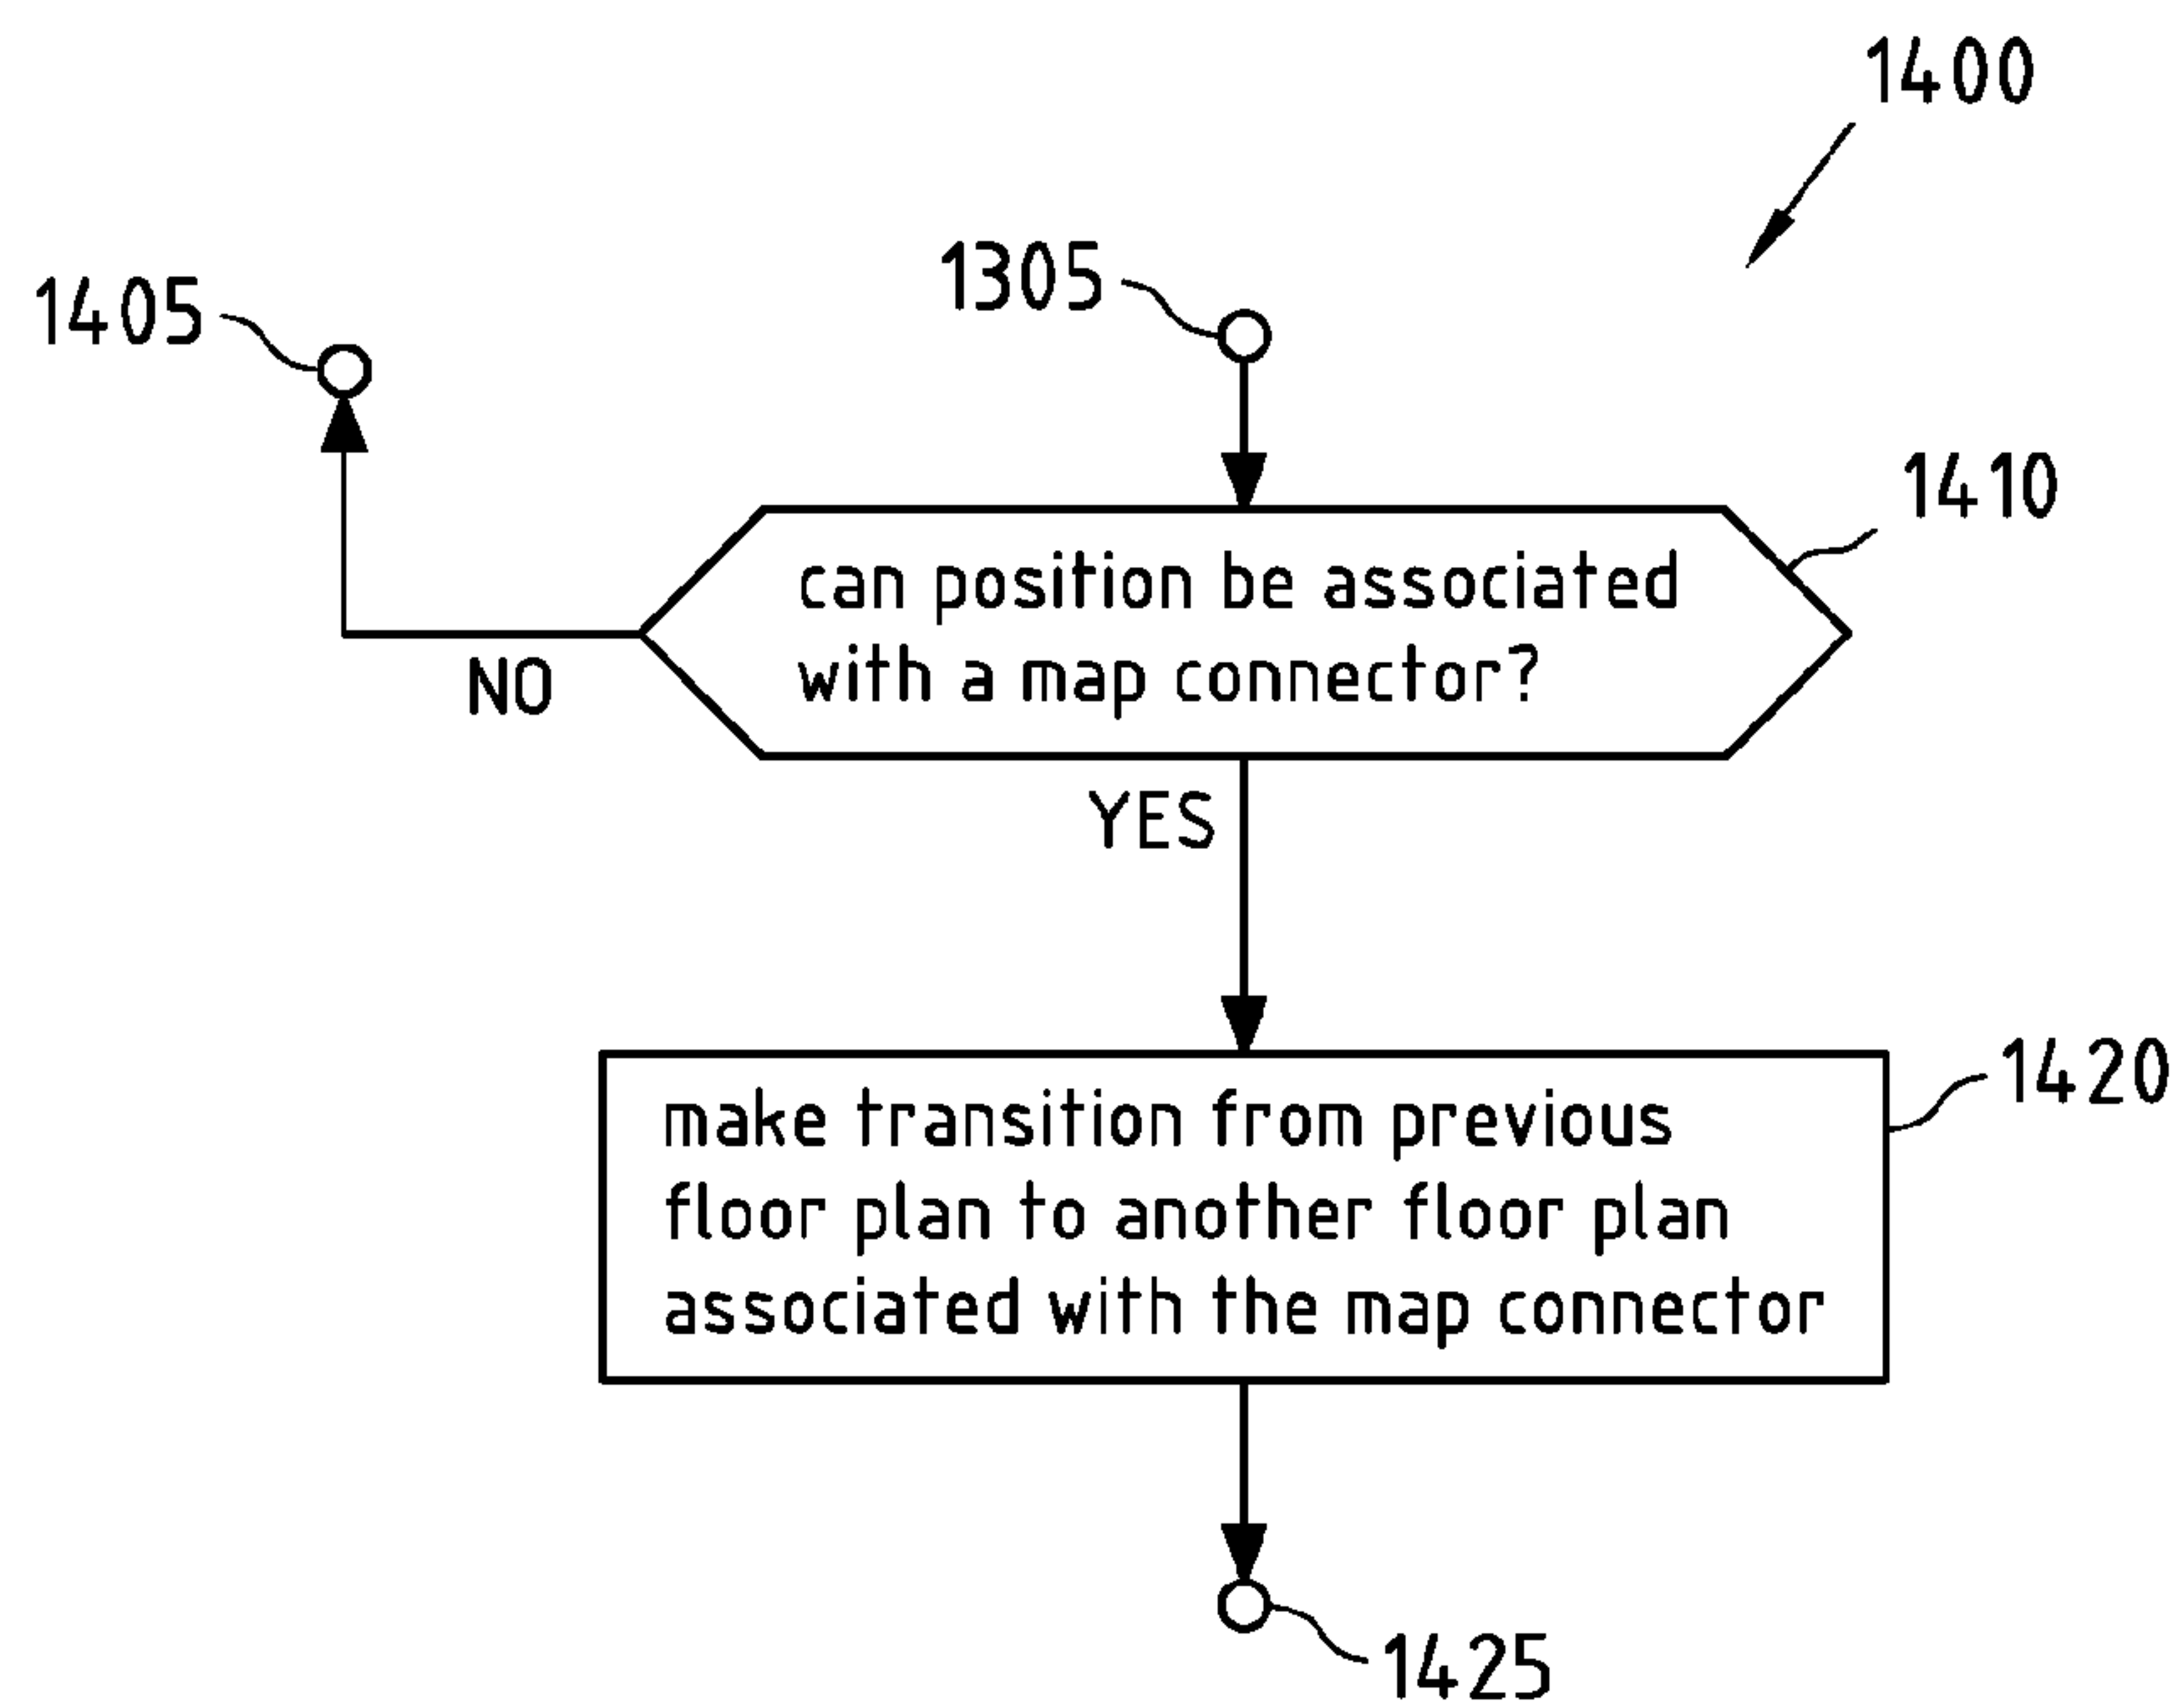 1400
1305
1405
1410
can position be associated
with a map connector?
NO
YES
1420
make transition from previous
floor plan to another floor plan
associated with the map connector
1425